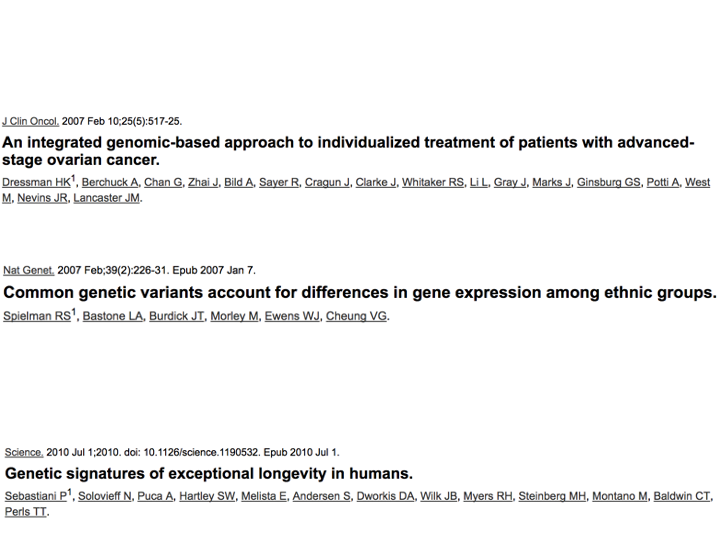 J Clin Oncol. 2007 Feb 10;25(5):517-25.
An integrated genomic-based approach to individualized treatment of patients with advanced-
stage ovarian cancer.
Dressman HK1, Berchuck A, Chan G, Zhai J, Bild A, Sayer R, Cragun J, Clarke J, Whitaker RS, Li L, Gray J, Marks J, Ginsburg GS, Potti A, West
M, Nevins JR, Lancaster JM.
Nat Genet. 2007 Feb;39(2):226-31. Epub 2007 Jan 7.
Common genetic variants account for differences in gene expression among ethnic groups.
Spielman RS1, Bastone LA, Burdick JT, Morley M, Ewens WJ, Cheung VG.
Science. 2010 Jul 1;2010. doi: 10.1126/science.1190532. Epub 2010 Jul 1.
Genetic signatures of exceptional longevity in humans.
Sebastiani P1, Solovieff N, Puca A, Hartley SW, Melista E, Andersen S, Dworkis DA, Wilk JB, Myers RH, Steinberg MH, Montano M, Baldwin CT,
Perls TT.